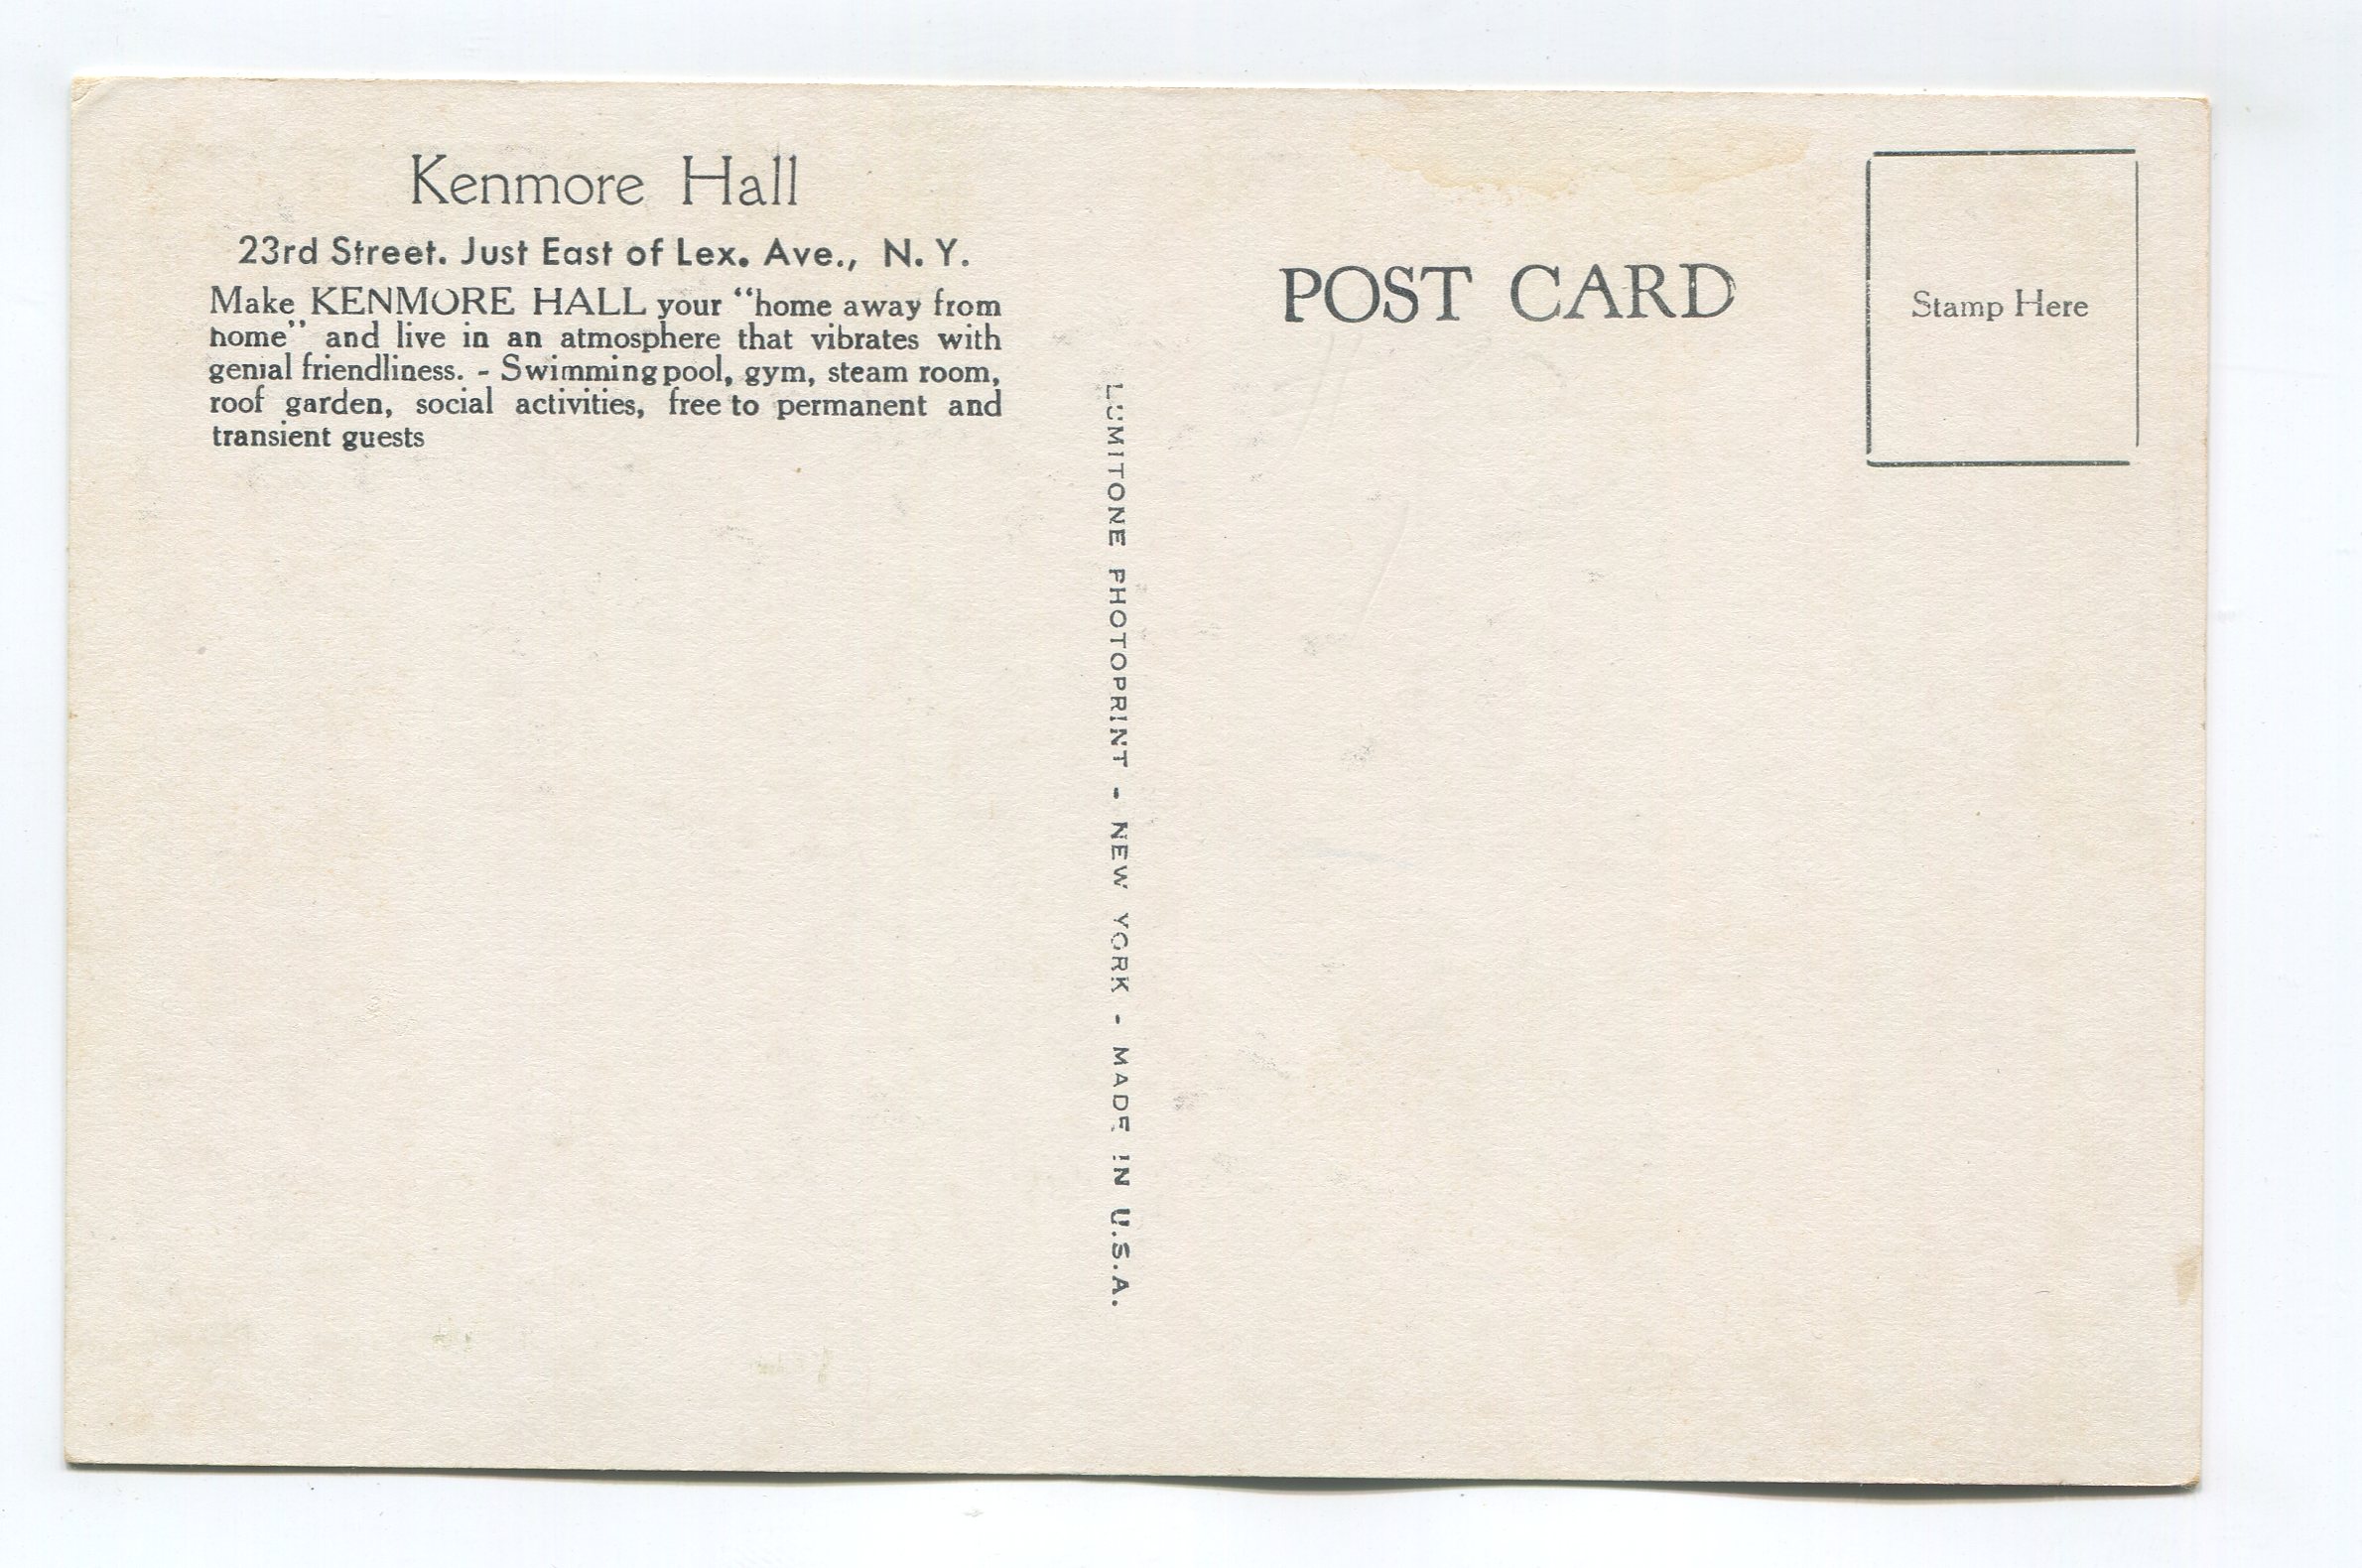 Kenmore Hall
23rd Street. Just East of Lex. Ave., N. Y.
Make KENMORE HALL your "home away from
home" and live in an atmosphere that vibrates with
genial friendliness. - Swimming pool, gym, steam room,
roof garden, social activities, free to permanent and
transient guests
LUMITONE PHOTOPRINT - NEW YORK - MADE IN U.S.A.
POST CARD
Stamp Here